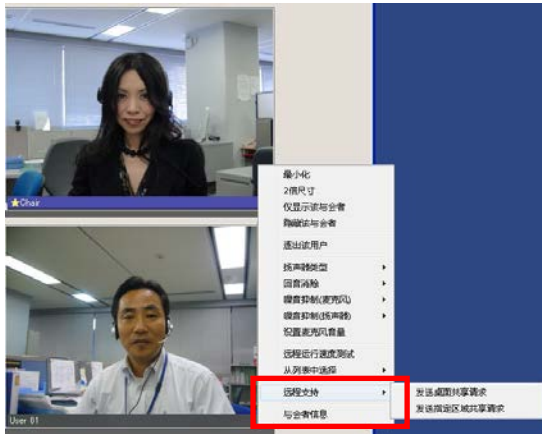 ★Chair
最小化
2倍尺寸
仅显示该与会者
隐藏该与会者
逐出该用户
扬声器类型
回音消除
噪音抑制(麦克风)
噪音抑制(扬声器)
设置麦克风音量
远程运行速度测试
从列表中选择
远程支持
发送桌面共享请求
发送指定区域共享请求
与会者信息
User 01